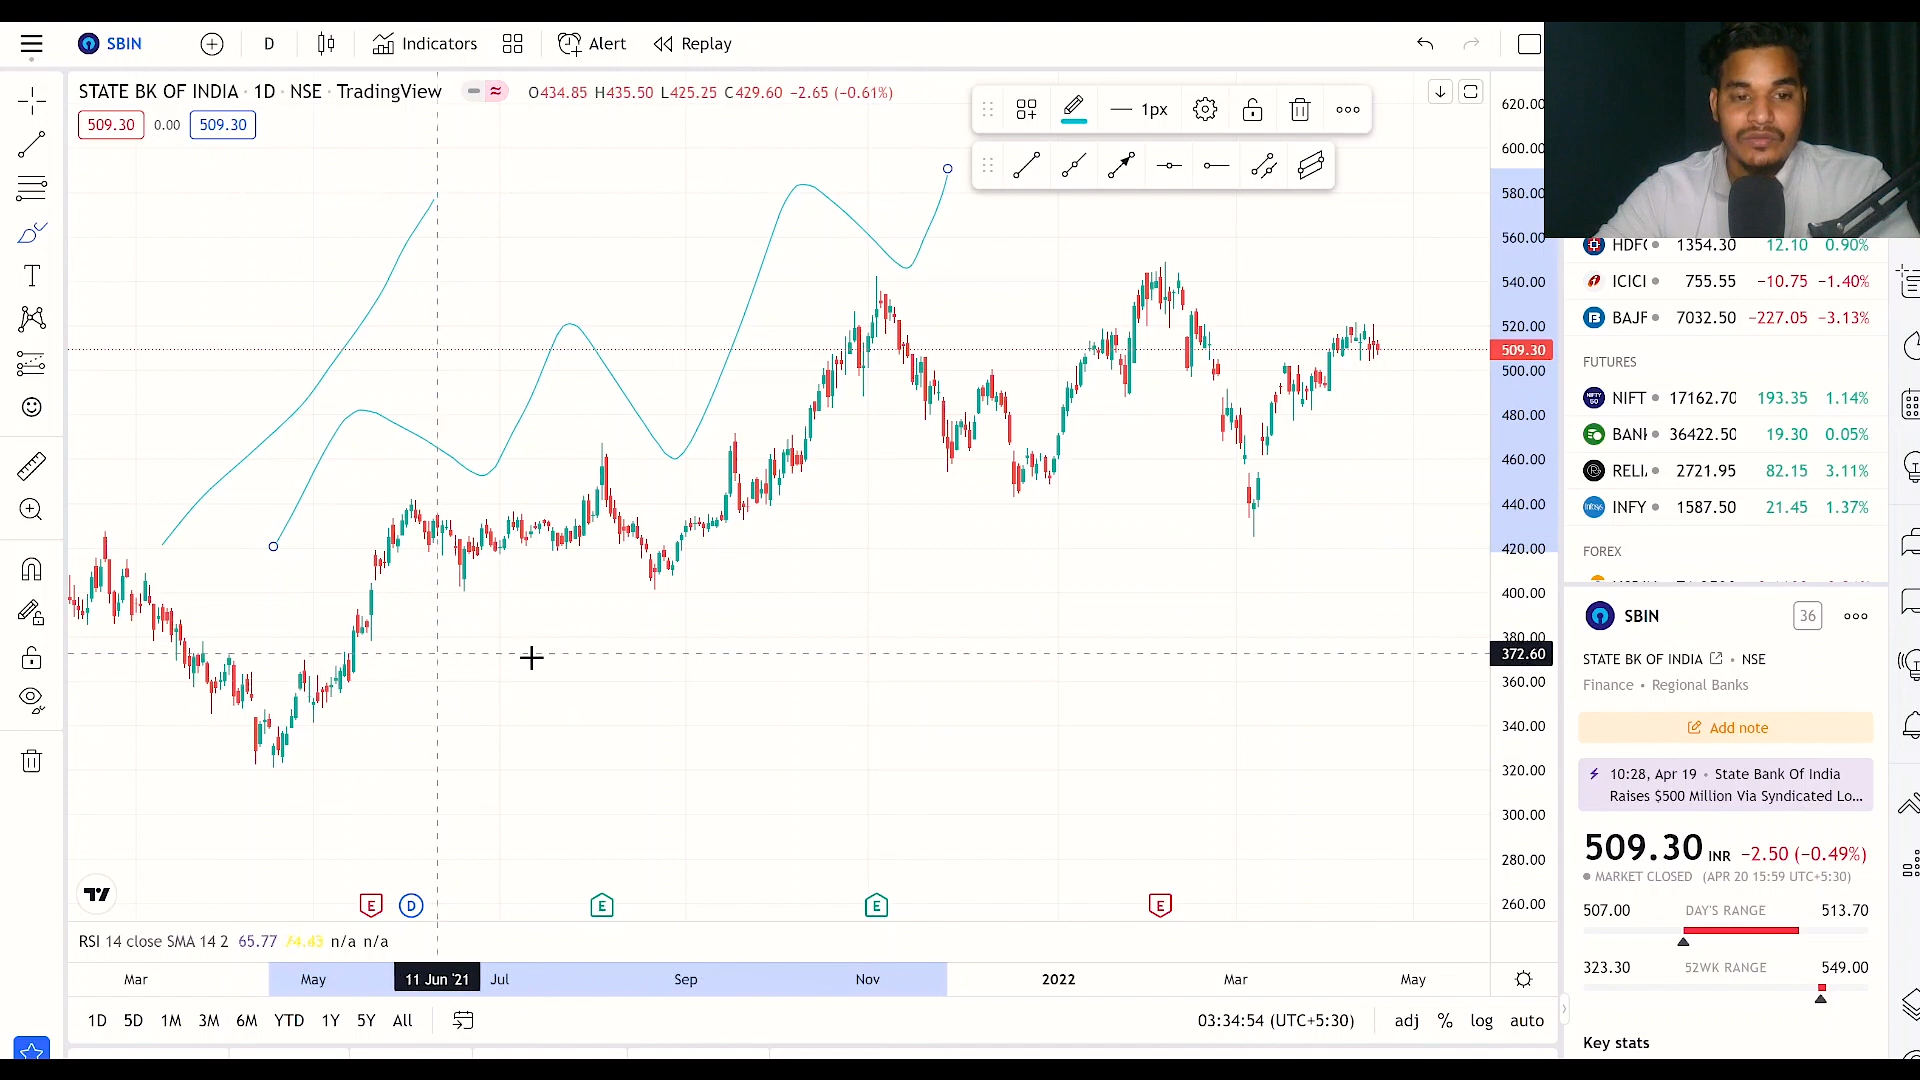 SBIN
D
Indicators
Alert
Replay
STATE BK OF INDIA · 1D · NSE · TradingView
O434.85 H435.50 L425.25 C429.60 −2.65 (−0.61%)
509.30 0.00 509.30
1px
620.00
600.00
580.00
560.00
540.00
520.00
509.30
500.00
480.00
460.00
440.00
420.00
400.00
380.00
372.60
360.00
340.00
320.00
300.00
280.00
260.00
E D E E E
RSI 14 close SMA 14 2 65.77 74.43 n/a n/a
Mar May 11 Jun '21 Jul Sep Nov 2022 Mar May
1D 5D 1M 3M 6M YTD 1Y 5Y All
03:34:54 (UTC+5:30) adj % log auto
HDFC 1354.30 12.10 0.90%
ICICI 755.55 −10.75 −1.40%
BAJF 7032.50 −227.05 −3.13%
FUTURES
NIFT 17162.70 193.35 1.14%
BANK 36422.50 19.30 0.05%
RELI 2721.95 82.15 3.11%
INFY 1587.50 21.45 1.37%
FOREX
SBIN 36
STATE BK OF INDIA · NSE
Finance · Regional Banks
Add note
10:28, Apr 19 · State Bank Of India
Raises $500 Million Via Syndicated Lo...
509.30 INR −2.50 (−0.49%)
MARKET CLOSED (APR 20 15:59 UTC+5:30)
507.00 DAY'S RANGE 513.70
323.30 52WK RANGE 549.00
Key stats